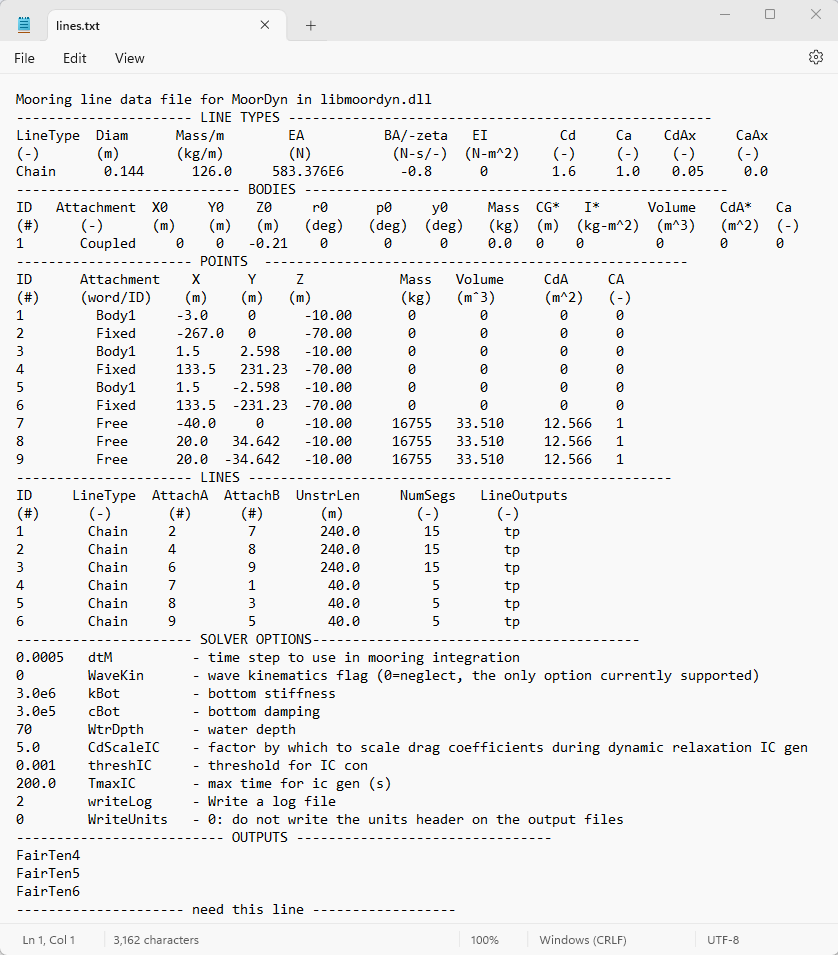 lines.txt
File Edit View
Mooring line data file for MoorDyn in libmoordyn.dll
---------------------- LINE TYPES -----------------------------------------------------
LineType  Diam      Mass/m        EA          BA/-zeta   EI         Cd     Ca    CdAx     CaAx
(-)       (m)       (kg/m)        (N)          (N-s/-)  (N-m^2)    (-)     (-)    (-)      (-)
Chain      0.144      126.0     583.376E6       -0.8      0        1.6     1.0    0.05     0.0
---------------------------- BODIES -----------------------------------------------------
ID   Attachment  X0     Y0    Z0     r0      p0     y0     Mass  CG*   I*      Volume   CdA*   Ca
(#)     (-)      (m)    (m)   (m)   (deg)   (deg)  (deg)   (kg)  (m)  (kg-m^2)  (m^3)   (m^2)  (-)
1       Coupled     0    0   -0.21    0       0      0     0.0   0    0         0       0      0
---------------------- POINTS  -----------------------------------------------------
ID      Attachment    X      Y     Z            Mass   Volume     CdA     CA
(#)     (word/ID)    (m)    (m)   (m)           (kg)   (mˆ3)      (m^2)   (-)
1         Body1     -3.0     0      -10.00       0        0         0      0
2         Fixed     -267.0   0      -70.00       0        0         0      0
3         Body1     1.5     2.598   -10.00       0        0         0      0
4         Fixed     133.5   231.23  -70.00       0        0         0      0
5         Body1     1.5    -2.598   -10.00       0        0         0      0
6         Fixed     133.5  -231.23  -70.00       0        0         0      0
7         Free      -40.0     0     -10.00     16755   33.510     12.566   1
8         Free      20.0   34.642   -10.00     16755   33.510     12.566   1
9         Free      20.0  -34.642   -10.00     16755   33.510     12.566   1
---------------------- LINES -----------------------------------------------------
ID     LineType  AttachA  AttachB  UnstrLen     NumSegs   LineOutputs
(#)      (-)       (#)      (#)       (m)         (-)       (-)
1        Chain     2         7        240.0        15        tp
2        Chain     4         8        240.0        15        tp
3        Chain     6         9        240.0        15        tp
4        Chain     7         1         40.0         5        tp
5        Chain     8         3         40.0         5        tp
6        Chain     9         5         40.0         5        tp
---------------------- SOLVER OPTIONS-----------------------------------------
0.0005   dtM          - time step to use in mooring integration
0        WaveKin      - wave kinematics flag (0=neglect, the only option currently supported)
3.0e6    kBot         - bottom stiffness
3.0e5    cBot         - bottom damping
70       WtrDpth      - water depth
5.0      CdScaleIC    - factor by which to scale drag coefficients during dynamic relaxation IC gen
0.001    threshIC     - threshold for IC con
200.0    TmaxIC       - max time for ic gen (s)
2        writeLog     - Write a log file
0        WriteUnits   - 0: do not write the units header on the output files
-------------------------- OUTPUTS --------------------------------
FairTen4
FairTen5
FairTen6
--------------------- need this line ------------------
Ln 1, Col 1 3,162 characters 100% Windows (CRLF) UTF-8